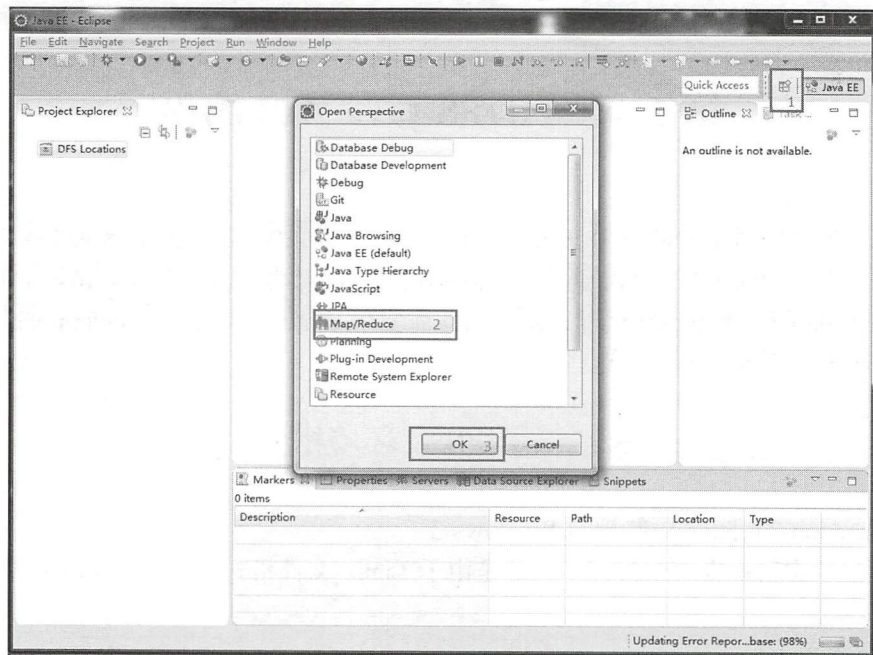 Java EE - Eclipse
File Edit Navigate Search Project Run Window Help
Quick Access
1
Java EE
Project Explorer
DFS Locations
Open Perspective
Database Debug
Database Development
Debug
Git
Java
Java Browsing
Java EE (default)
Java Type Hierarchy
JavaScript
JPA
Map/Reduce 2
Planning
Plug-in Development
Remote System Explorer
Resource
OK 3 Cancel
Outline
An outline is not available.
Markers Properties Servers Data Source Explorer Snippets
0 items
Description Resource Path Location Type
Updating Error Repor...base: (98%)